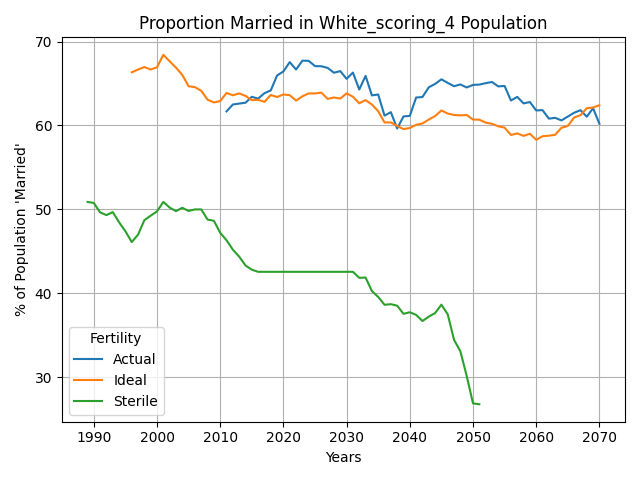 Proportion Married in White_scoring_4 Population
% of Population 'Married'
70
60
50
40
30
Fertility
Actual
Ideal
Sterile
1990 2000 2010 2020 2030 2040 2050 2060 2070
Years